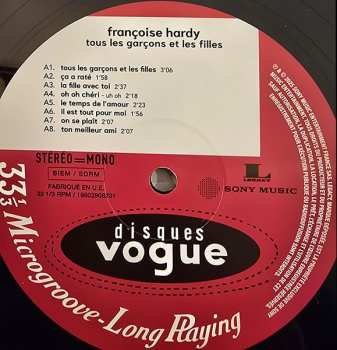 françoise hardy
tous les garçons et les filles
A1. tous les garçons et les filles 3'06
A2. ça a raté 1'58
A3. la fille avec toi 2'37
A4. oh oh chéri - uh oh 2'18
A5. le temps de l'amour 2'23
A6. il est tout pour moi 1'56
A7. on se plaît 2'07
A8. ton meilleur ami 2'07
STÉRÉO = MONO
BIEM / SDRM
FABRIQUÉ EN U.E.
33 1/3 RPM /
LEGACY
SONY MUSIC
disques
vogue
33 1/3 Microgroove - Long Playing